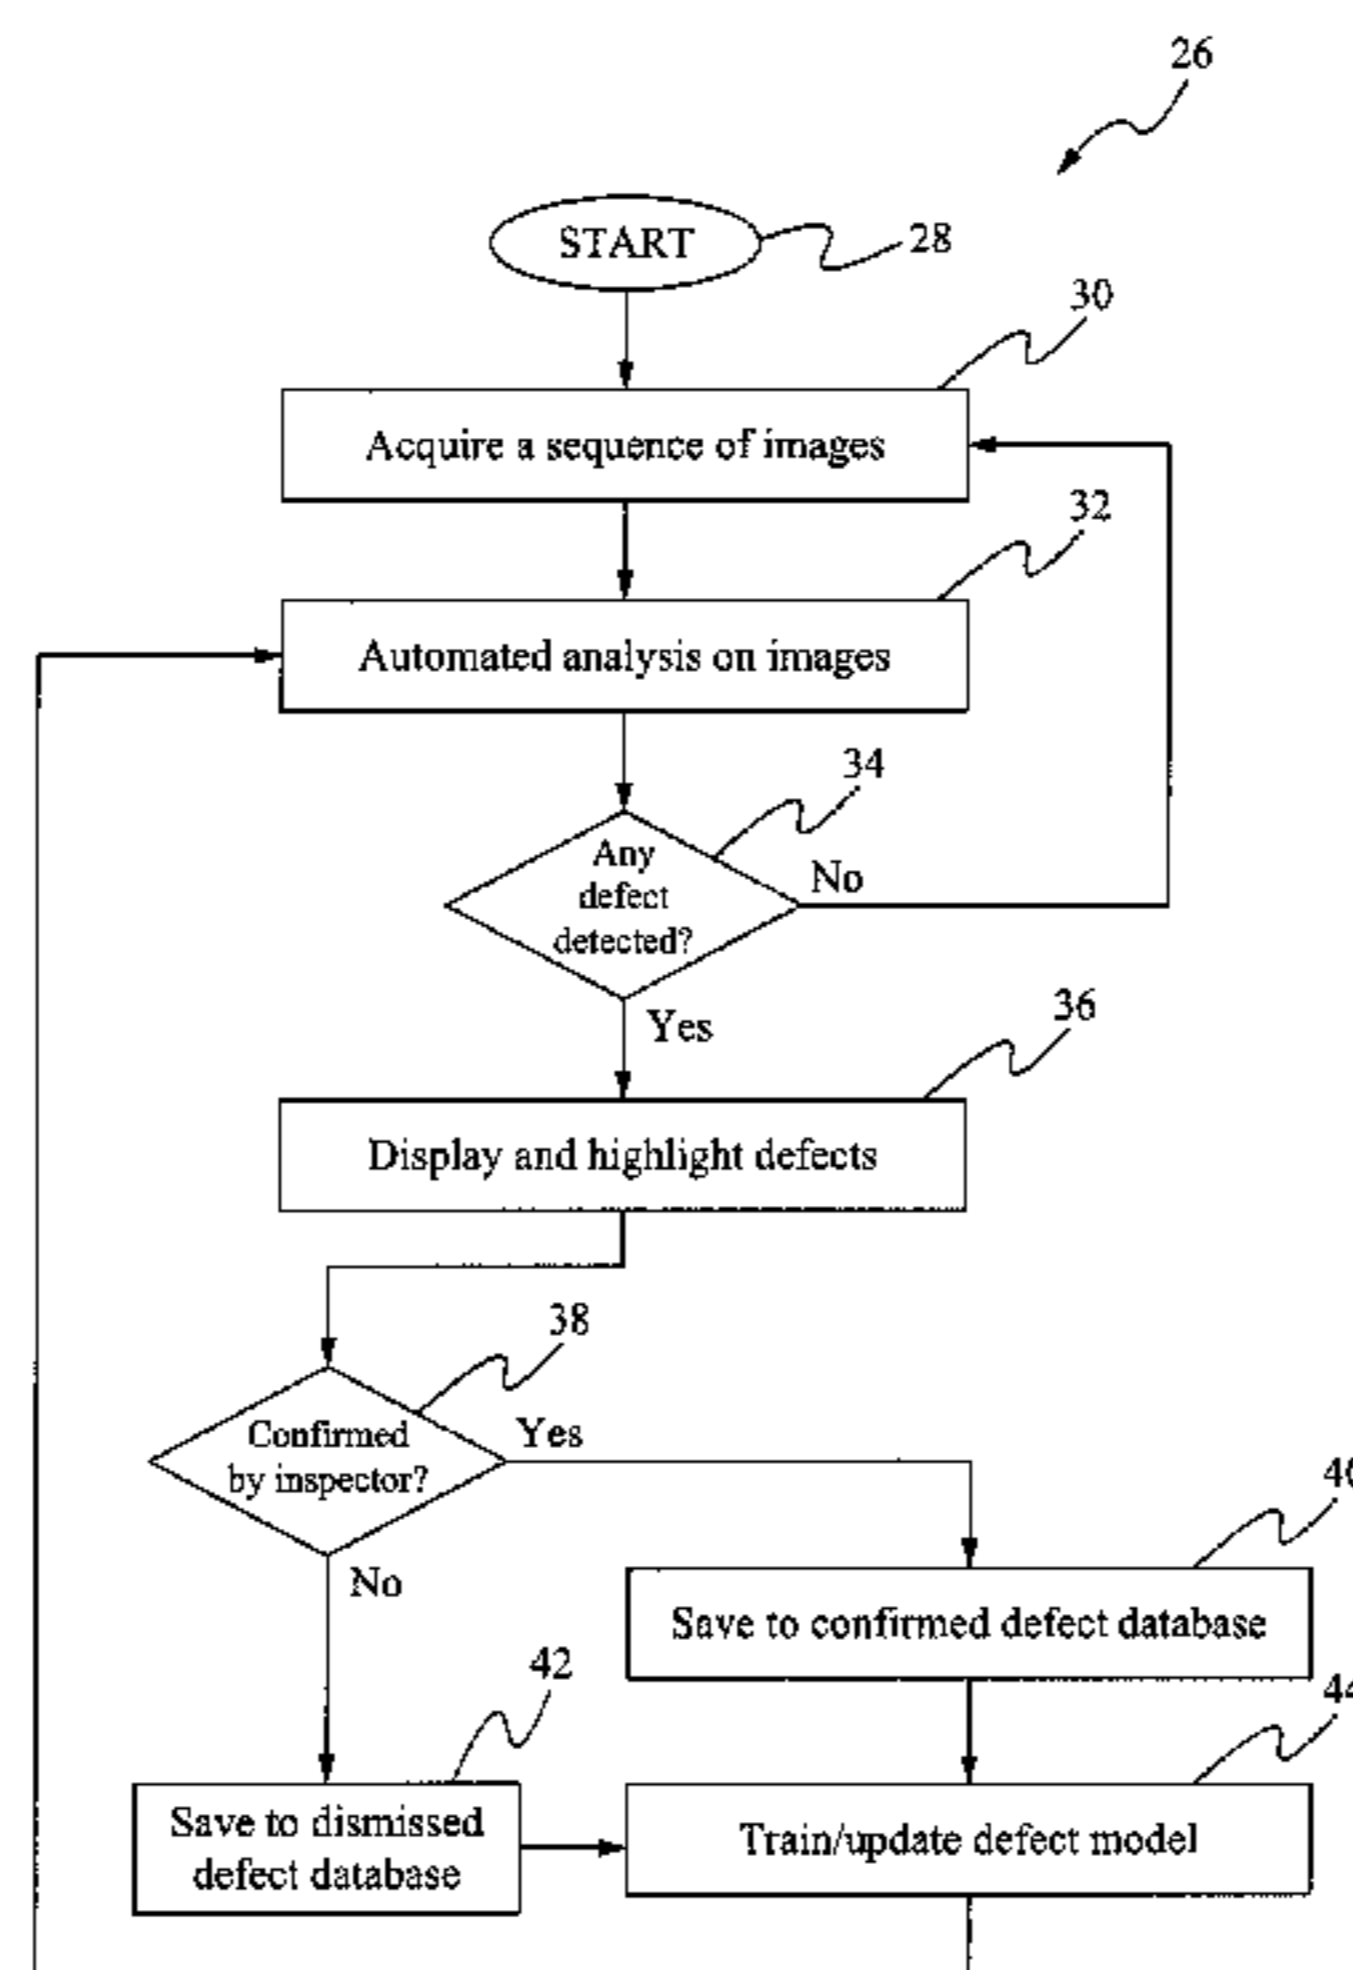 26
START
28
30
Acquire a sequence of images
32
Automated analysis on images
34
Any
defect
detected?
No
Yes
36
Display and highlight defects
38
Confirmed
by inspector?
Yes
No
40
Save to confirmed defect database
42
44
Save to dismissed
defect database
Train/update defect model